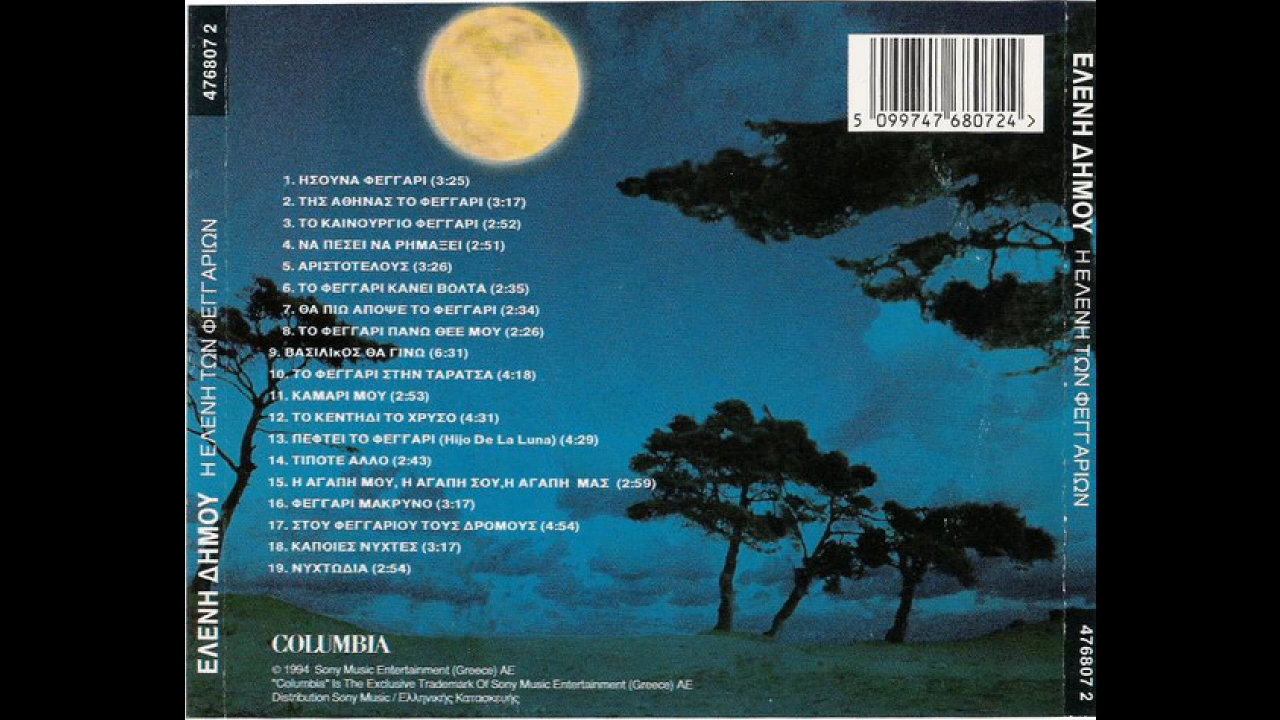 476807 2
ΕΛΕΝΗ ΔΗΜΟΥ Η ΕΛΕΝΗ ΤΩΝ ΦΕΓΓΑΡΙΩΝ
5 099747 680724 >
1. ΗΣΟΥΝΑ ΦΕΓΓΑΡΙ (3:25)
2. ΤΗΣ ΑΘΗΝΑΣ ΤΟ ΦΕΓΓΑΡΙ (3:17)
3. ΤΟ ΚΑΙΝΟΥΡΓΙΟ ΦΕΓΓΑΡΙ (2:52)
4. ΝΑ ΠΕΣΕΙ ΝΑ ΡΗΜΑΞΕΙ (2:51)
5. ΑΡΙΣΤΟΤΕΛΟΥΣ (3:26)
6. ΤΟ ΦΕΓΓΑΡΙ ΚΑΝΕΙ ΒΟΛΤΑ (2:35)
7. ΘΑ ΠΙΩ ΑΠΟΨΕ ΤΟ ΦΕΓΓΑΡΙ (2:34)
8. ΤΟ ΦΕΓΓΑΡΙ ΠΑΝΩ ΘΕΕ ΜΟΥ (2:26)
9. ΒΑΣΙΛΙκΟΣ ΘΑ ΓΙΝΩ (6:31)
10. ΤΟ ΦΕΓΓΑΡΙ ΣΤΗΝ ΤΑΡΑΤΣΑ (4:18)
11. ΚΑΜΑΡΙ ΜΟΥ (2:53)
12. ΤΟ ΚΕΝΤΗΔΙ ΤΟ ΧΡΥΣΟ (4:31)
13. ΠΕΦΤΕΙ ΤΟ ΦΕΓΓΑΡΙ (Hijo De La Luna) (4:29)
14. ΤΙΠΟΤΕ ΑΛΛΟ (2:43)
15. Η ΑΓΑΠΗ ΜΟΥ, Η ΑΓΑΠΗ ΣΟΥ,Η ΑΓΑΠΗ ΜΑΣ (2:59)
16. ΦΕΓΓΑΡΙ ΜΑΚΡΥΝΟ (3:17)
17. ΣΤΟΥ ΦΕΓΓΑΡΙΟΥ ΤΟΥΣ ΔΡΟΜΟΥΣ (4:54)
18. ΚΑΠΟΙΕΣ ΝΥΧΤΕΣ (3:17)
19. ΝΥΧΤΩΔΙΑ (2:54)
COLUMBIA
© 1994 Sony Music Entertainment (Greece) AE
"Columbia" Is The Exclusive Trademark Of Sony Music Entertainment (Greece) AE
Distribution Sony Music / Ελληνικής Κατασκευής
ΕΛΕΝΗ ΔΗΜΟΥ Η ΕΛΕΝΗ ΤΩΝ ΦΕΓΓΑΡΙΩΝ
476807 2